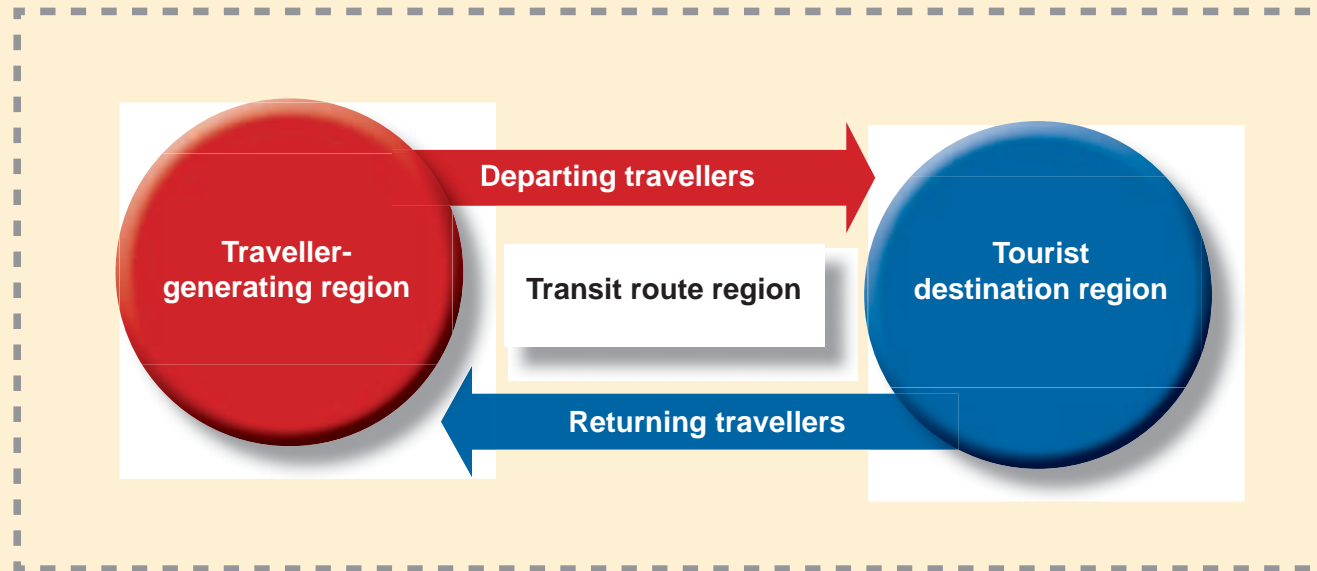 Departing travellers
Traveller-
generating region
Transit route region
Tourist
destination region
Returning travellers